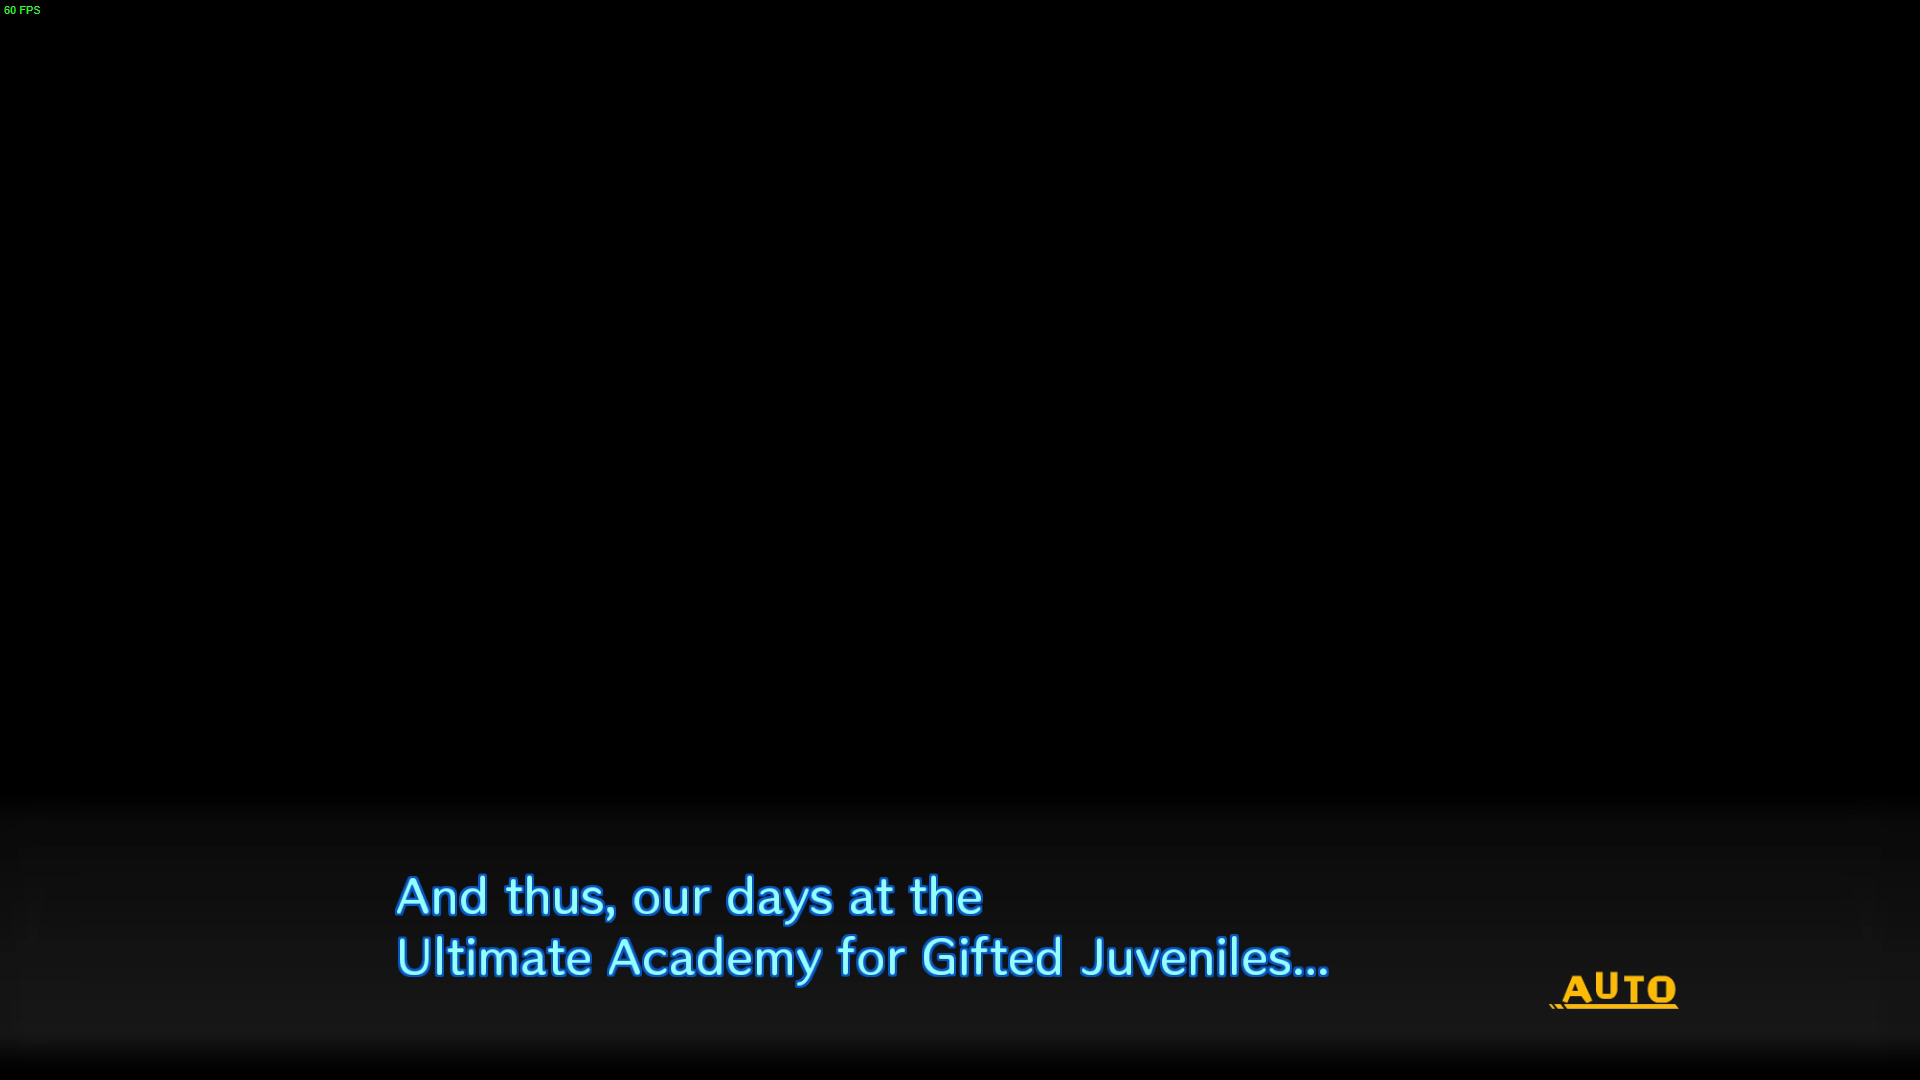 60 FPS
And thus, our days at the
Ultimate Academy for Gifted Juveniles...
AUTO